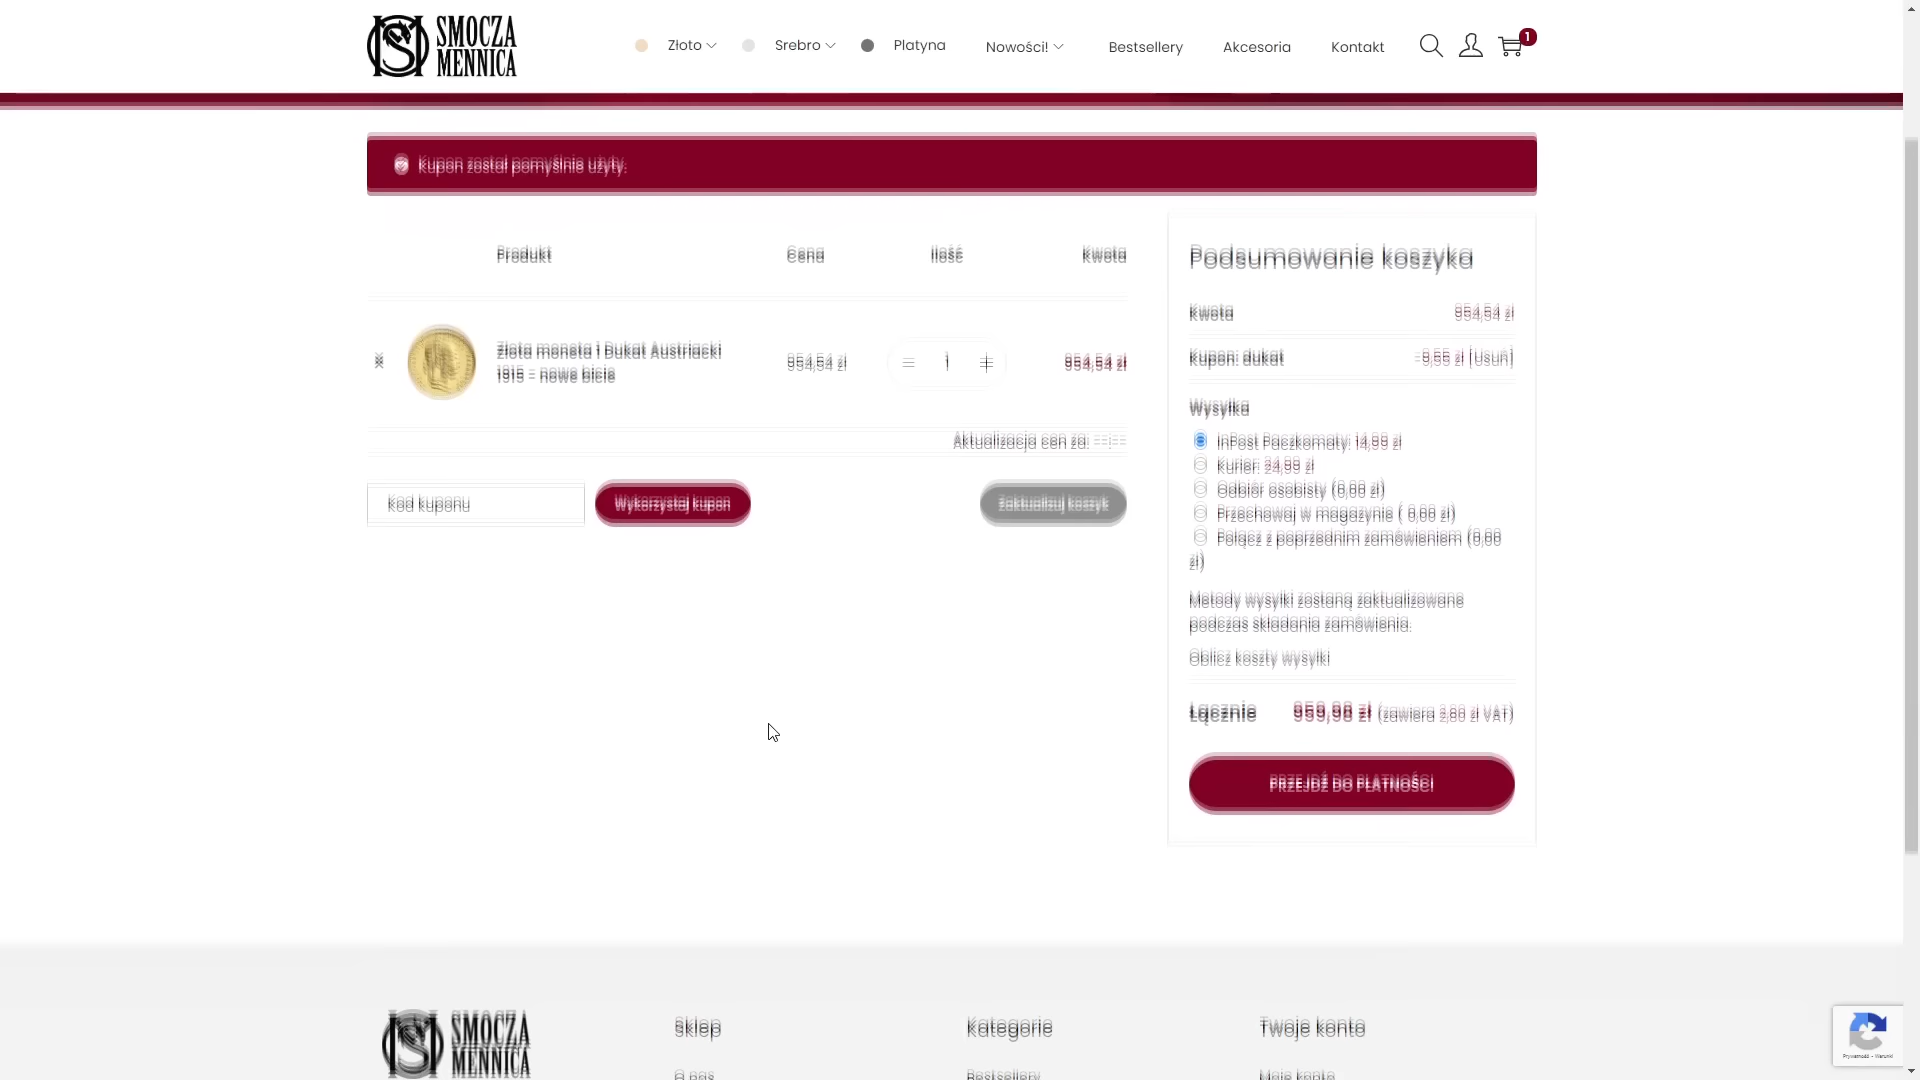 SMOCZA
MENNICA
Złoto
Srebro
Platyna
Nowości!
Bestsellery
Akcesoria
Kontakt
1
Kupon został pomyślnie użyty.
Produkt Cena Ilość Kwota
Złota moneta 1 Dukat Austriacki
1915 - nowe bicie
954,54 zł
1
954,54 zł
Aktualizacja cen za: --:--
Kod kuponu
Wykorzystaj kupon
Zaktualizuj koszyk
Podsumowanie koszyka
Kwota 954,54 zł
Kupon: dukat -9,55 zł [Usuń]
Wysyłka
InPost Paczkomaty: 14,99 zł
Kurier: 24,99 zł
Odbiór osobisty (0,00 zł)
Przechowaj w magazynie ( 0,00 zł)
Połącz z poprzednim zamówieniem (0,00
zł)
Metody wysyłki zostaną zaktualizowane
podczas składania zamówienia.
Oblicz koszty wysyłki
Łącznie 959,98 zł (zawiera 2,80 zł VAT)
PRZEJDŹ DO PŁATNOŚCI
SMOCZA
MENNICA
Sklep
Kategorie
Twoje konto
O nas
Bestsellery
Moje konto
Prywatność - Warunki